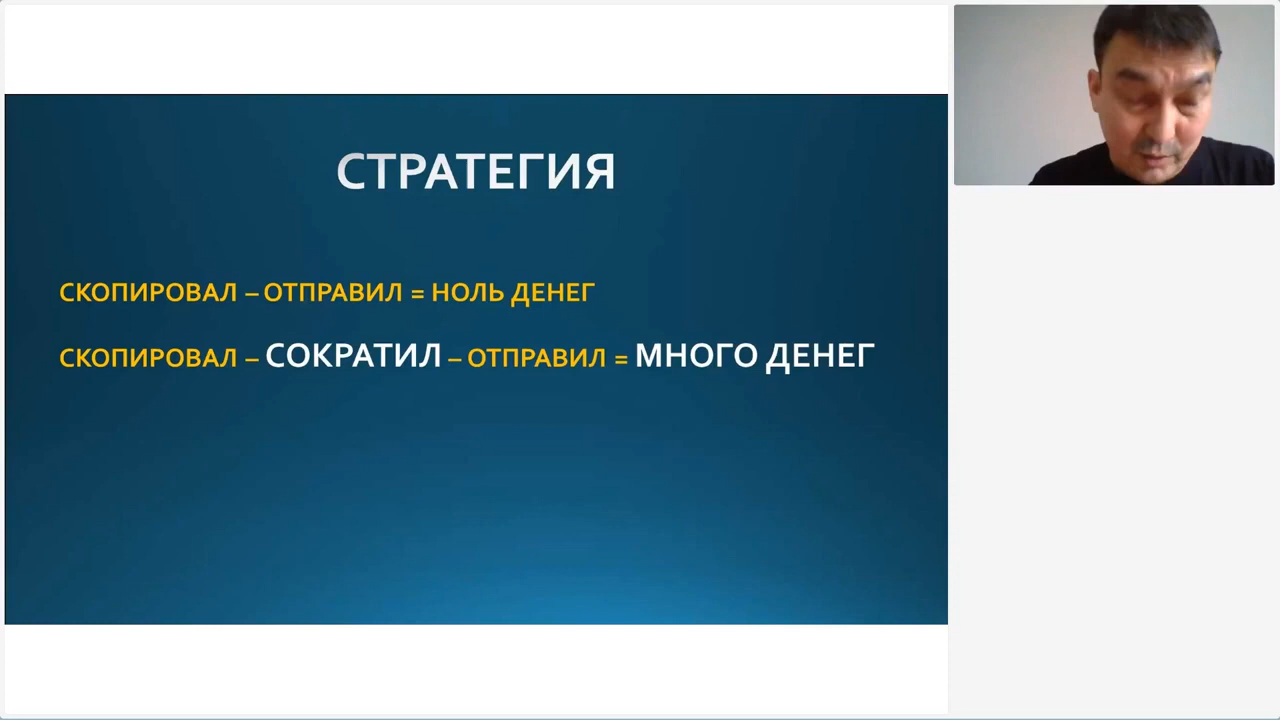 СТРАТЕГИЯ
СКОПИРОВАЛ – ОТПРАВИЛ = НОЛЬ ДЕНЕГ
СКОПИРОВАЛ – СОКРАТИЛ – ОТПРАВИЛ = МНОГО ДЕНЕГ